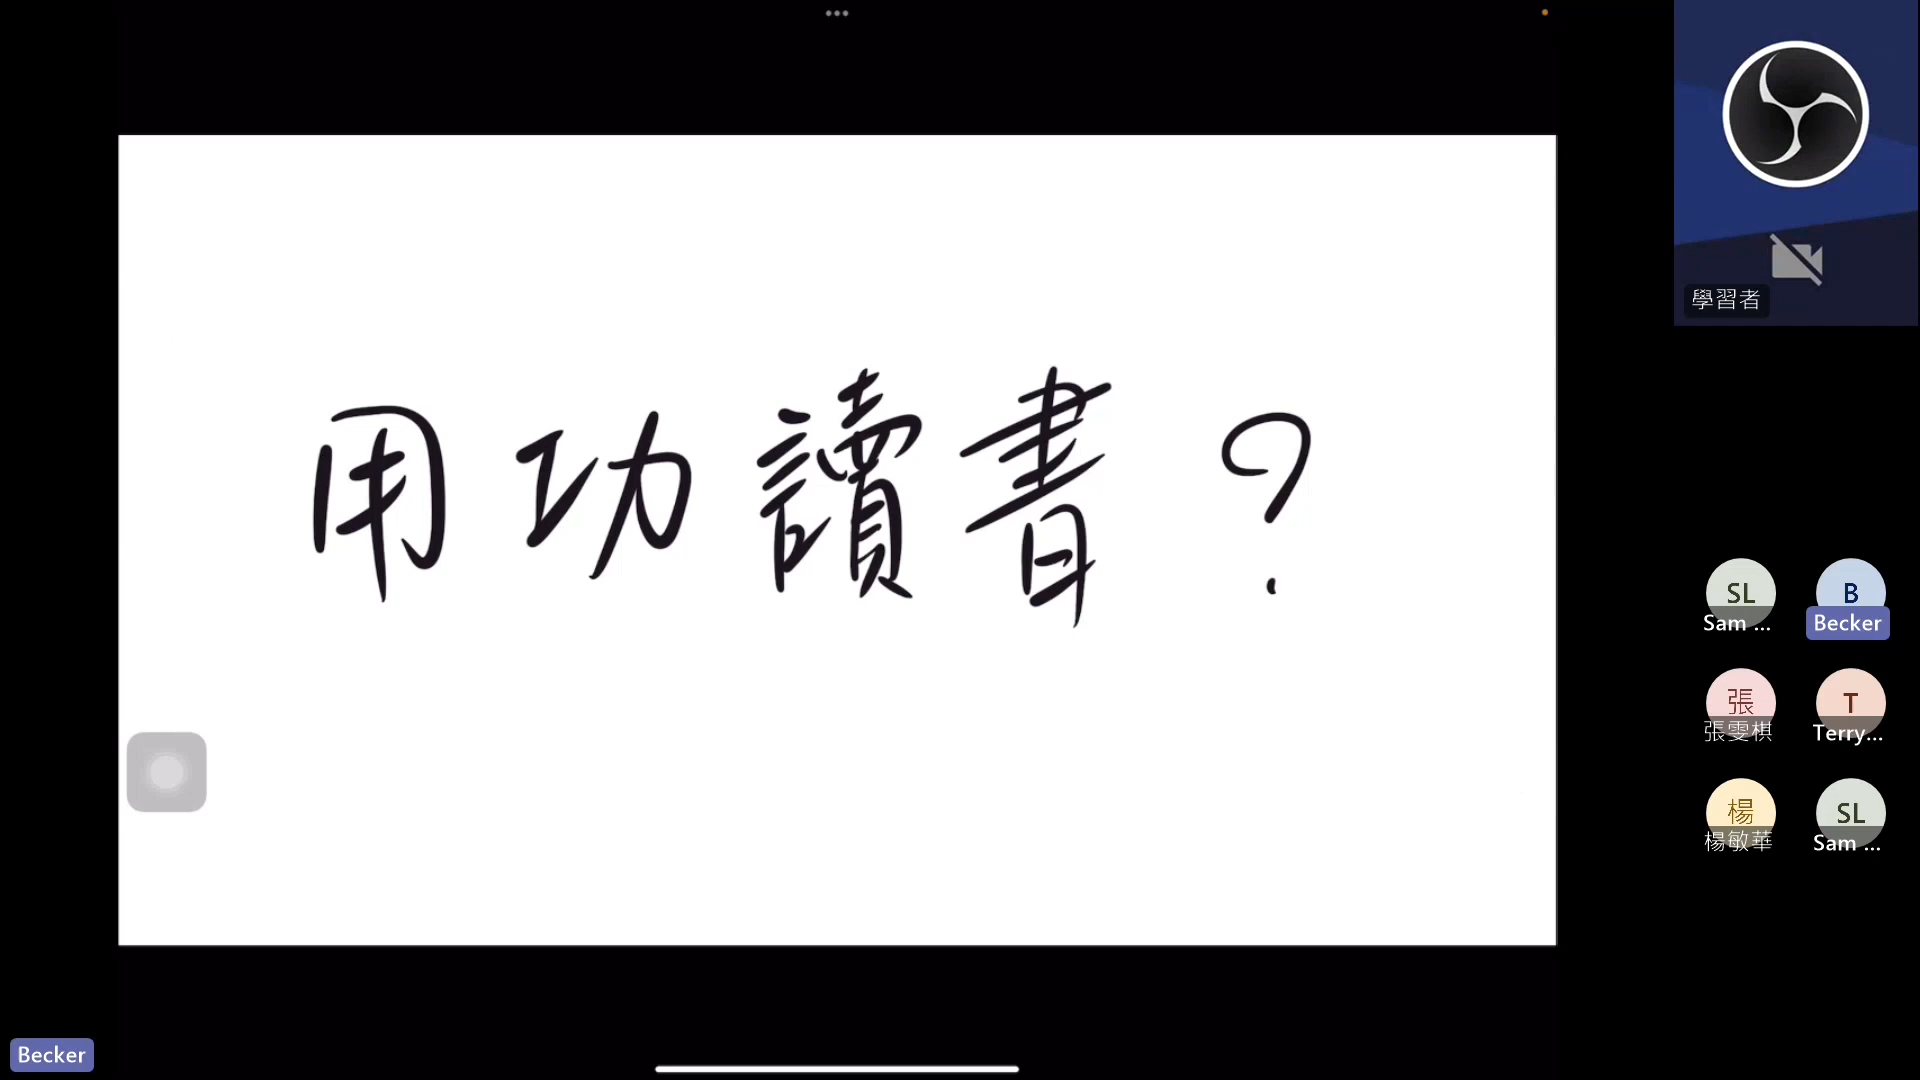 用功讀書?
學習者
SL
Sam ...
B
Becker
張
張雯棋
T
Terry...
楊
楊敏華
SL
Sam ...
Becker